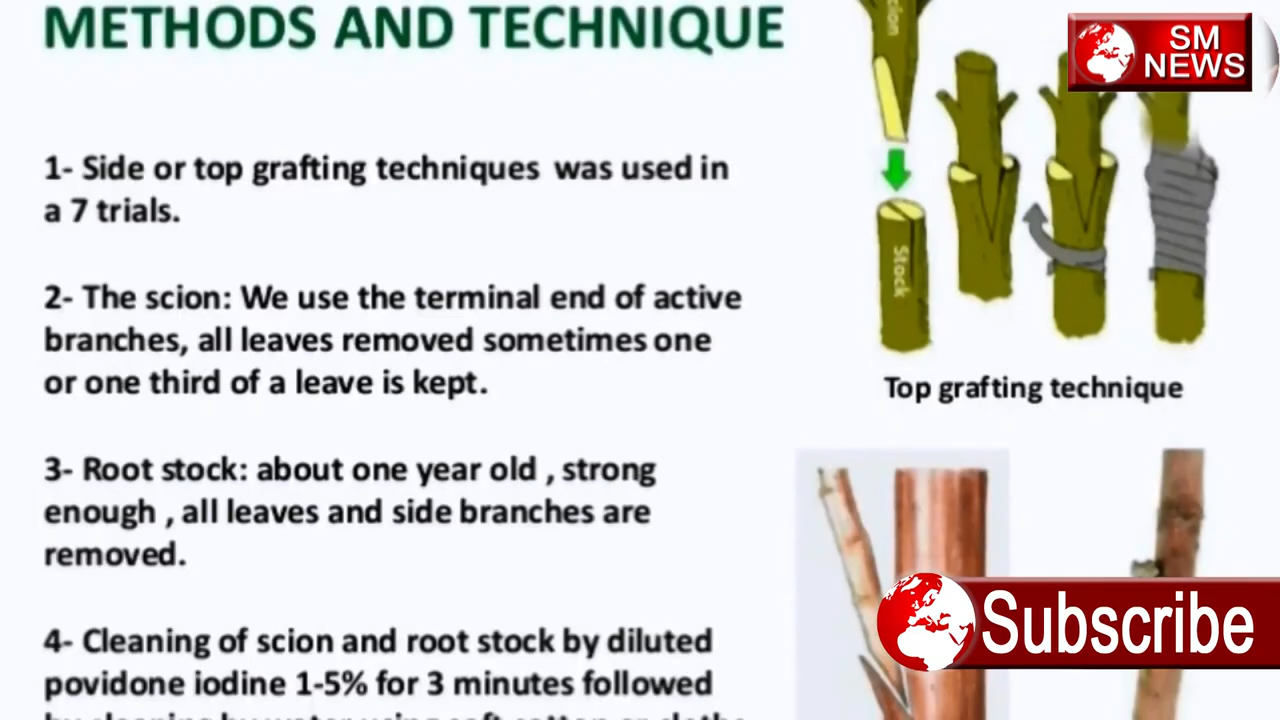 METHODS AND TECHNIQUE
1- Side or top grafting techniques was used in
a 7 trials.
2- The scion: We use the terminal end of active
branches, all leaves removed sometimes one
or one third of a leave is kept.
3- Root stock: about one year old , strong
enough , all leaves and side branches are
removed.
4- Cleaning of scion and root stock by diluted
povidone iodine 1-5% for 3 minutes followed
Stock
Top grafting technique
SM
NEWS
Subscribe